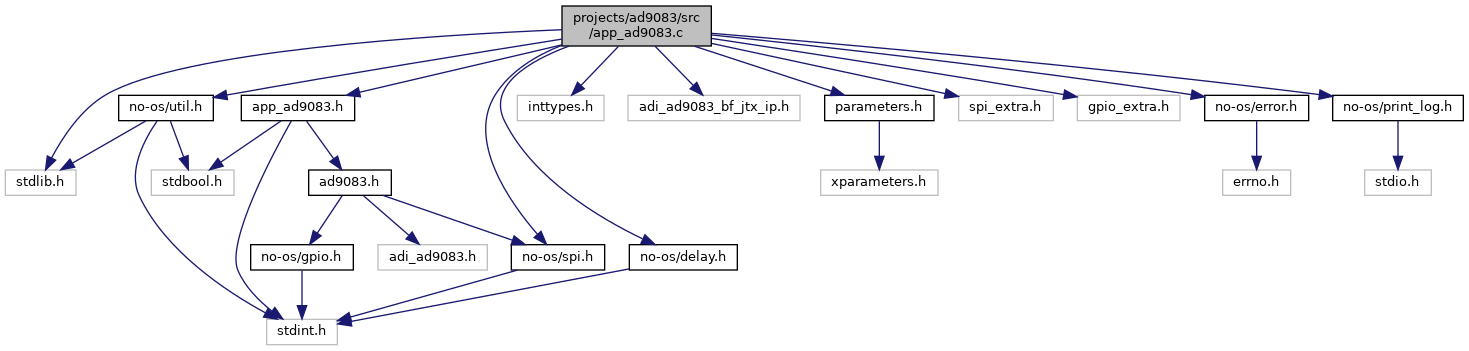 projects/ad9083/src
/app_ad9083.c
no-os/util.h
app_ad9083.h
inttypes.h
adi_ad9083_bf_jtx_ip.h
parameters.h
spi_extra.h
gpio_extra.h
no-os/error.h
no-os/print_log.h
stdlib.h
stdbool.h
ad9083.h
xparameters.h
errno.h
stdio.h
no-os/gpio.h
adi_ad9083.h
no-os/spi.h
no-os/delay.h
stdint.h